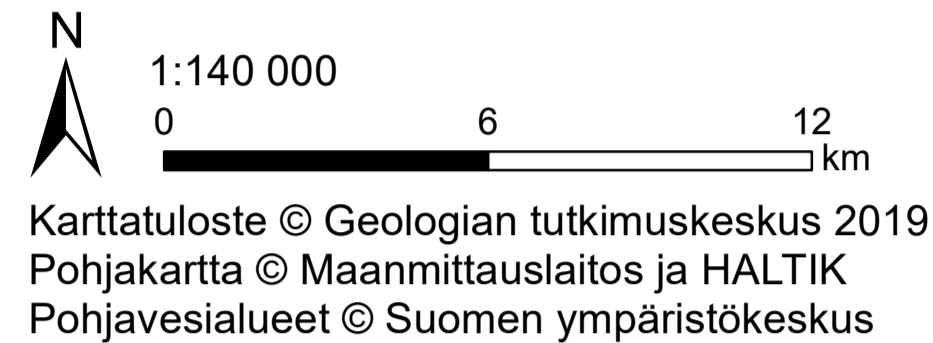 N
1:140 000
0 6 12
km
Karttatuloste © Geologian tutkimuskeskus 2019
Pohjakartta © Maanmittauslaitos ja HALTIK
Pohjavesialueet © Suomen ympäristökeskus